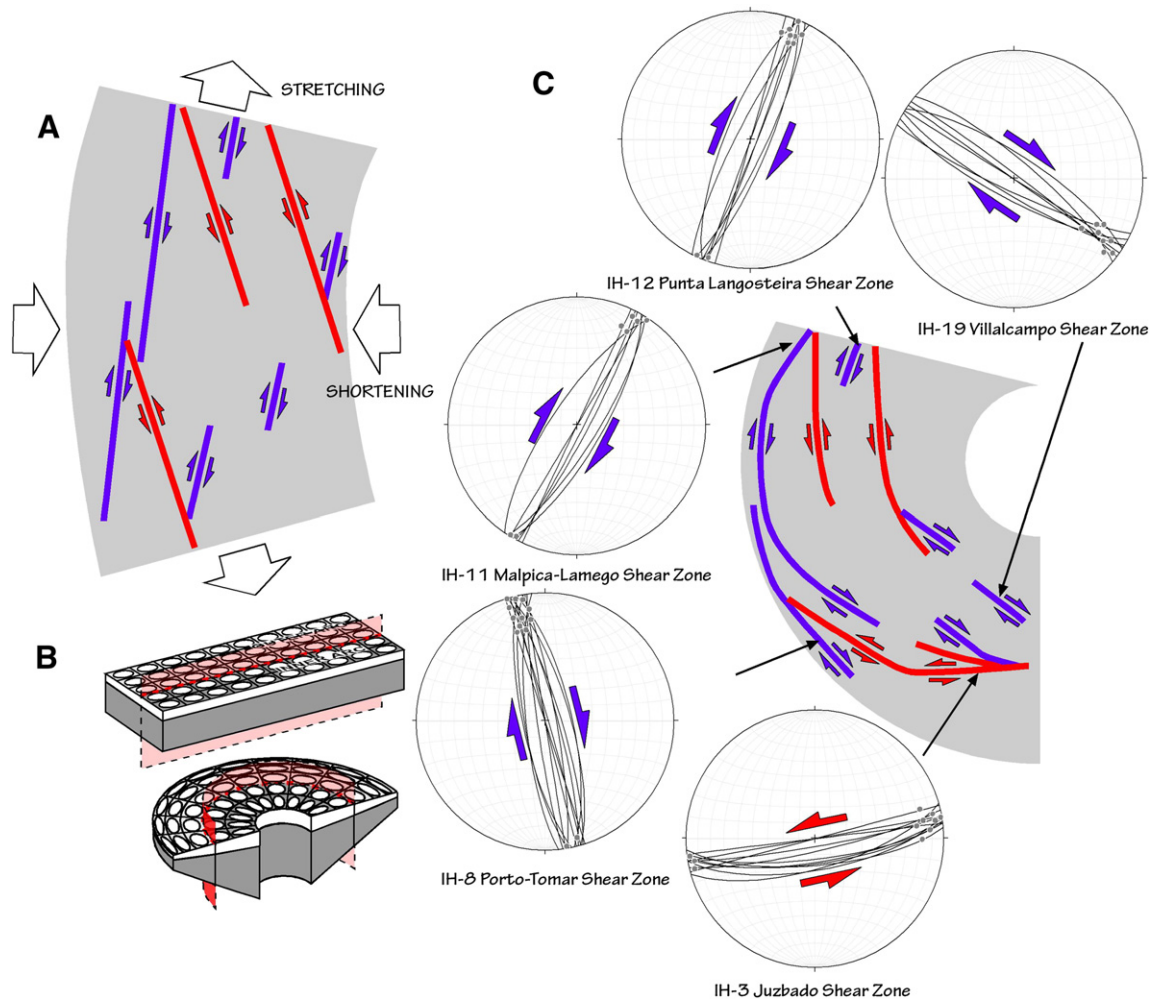 A
STRETCHING
SHORTENING
B
C
IH-12 Punta Langosteira Shear Zone
IH-19 Villalcampo Shear Zone
IH-11 Malpica-Lamego Shear Zone
IH-8 Porto-Tomar Shear Zone
IH-3 Juzbado Shear Zone